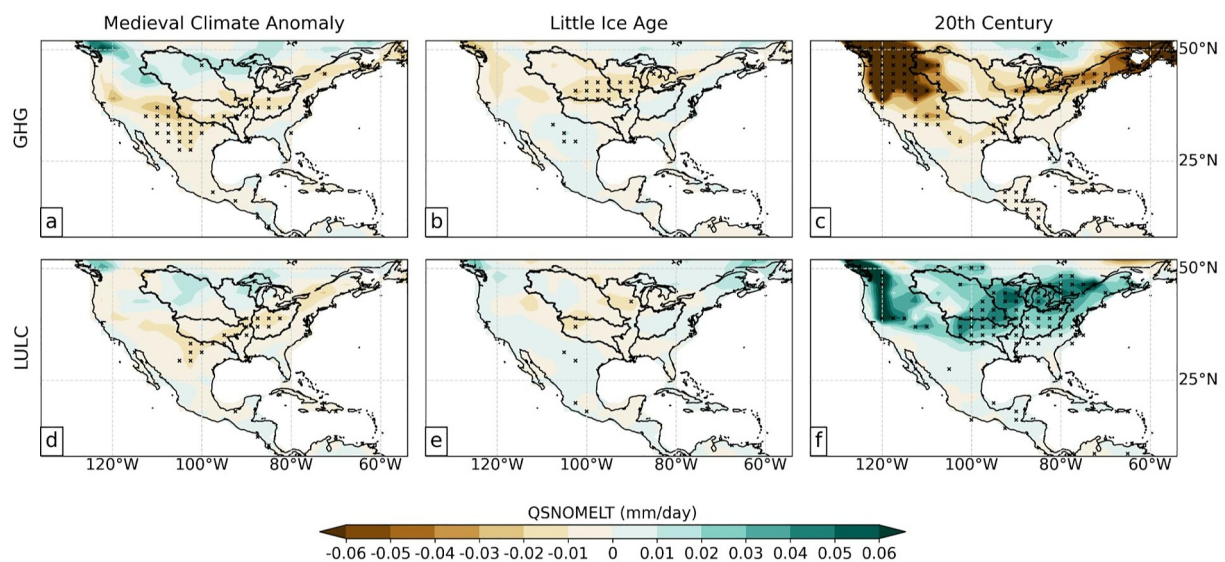 Medieval Climate Anomaly Little Ice Age 20th Century
GHG
50°N
25°N
a b c
LULC
50°N
25°N
d e f
120°W 100°W 80°W 60°W 120°W 100°W 80°W 60°W 120°W 100°W 80°W 60°W
QSNOMELT (mm/day)
-0.06 -0.05 -0.04 -0.03 -0.02 -0.01 0 0.01 0.02 0.03 0.04 0.05 0.06